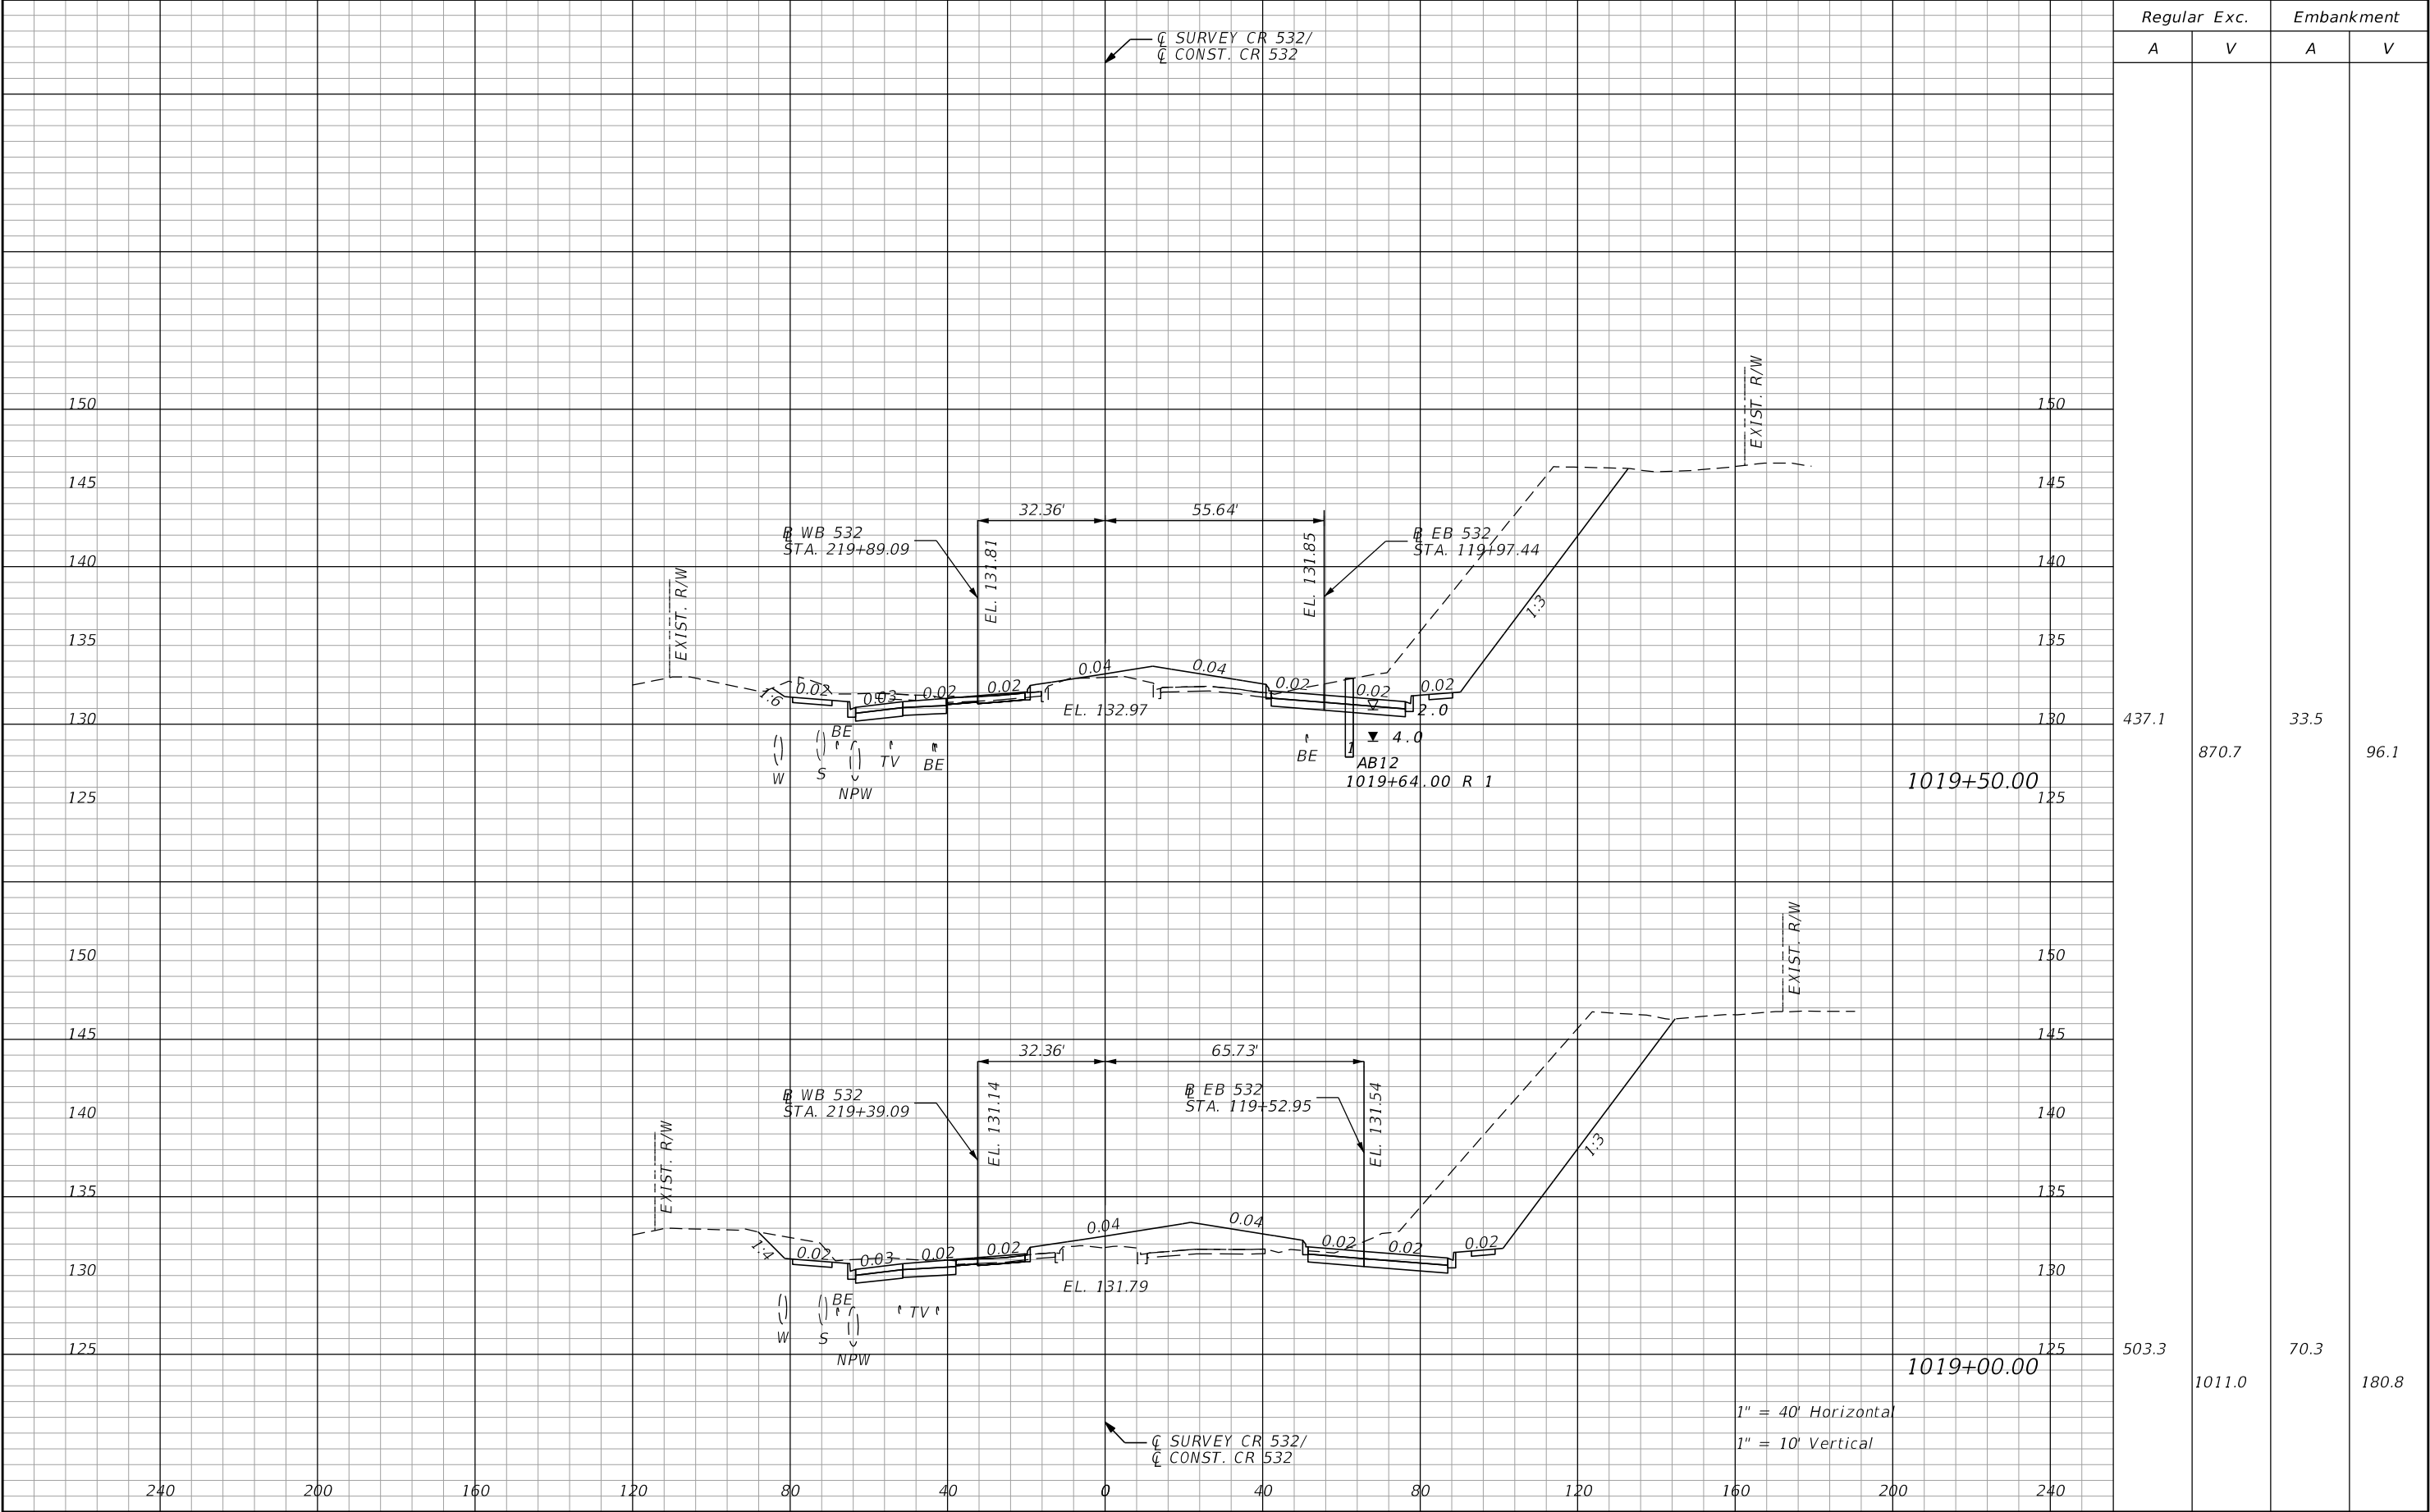 Regular Exc.
Embankment
A
V
A
V
℄ SURVEY CR 532/
℄ CONST. CR 532
EXIST. R/W
150
150
145
145
32.36'
55.64'
B̶L WB 532
STA. 219+89.09
B̶L EB 532
STA. 119+97.44
EL. 131.81
EL. 131.85
140
140
EXIST. R/W
1:3
135
135
1:6
0.02
0.03
0.02
0.02
0.04
0.04
0.02
0.02
0.02
EL. 132.97
2.0
130
130
437.1
33.5
BE
4.0
W
S
TV
BE
BE
1
AB12
870.7
96.1
NPW
1019+64.00 R 1
1019+50.00
125
125
EXIST. R/W
150
150
145
145
32.36'
65.73'
B̶L WB 532
STA. 219+39.09
B̶L EB 532
STA. 119+52.95
EL. 131.14
EL. 131.54
140
140
EXIST. R/W
1:3
135
135
1:4
0.02
0.03
0.02
0.02
0.04
0.04
0.02
0.02
0.02
130
130
EL. 131.79
BE
TV
W
S
NPW
125
125
503.3
70.3
1019+00.00
1011.0
180.8
1" = 40' Horizontal
1" = 10' Vertical
℄ SURVEY CR 532/
℄ CONST. CR 532
240
200
160
120
80
40
0
40
80
120
160
200
240